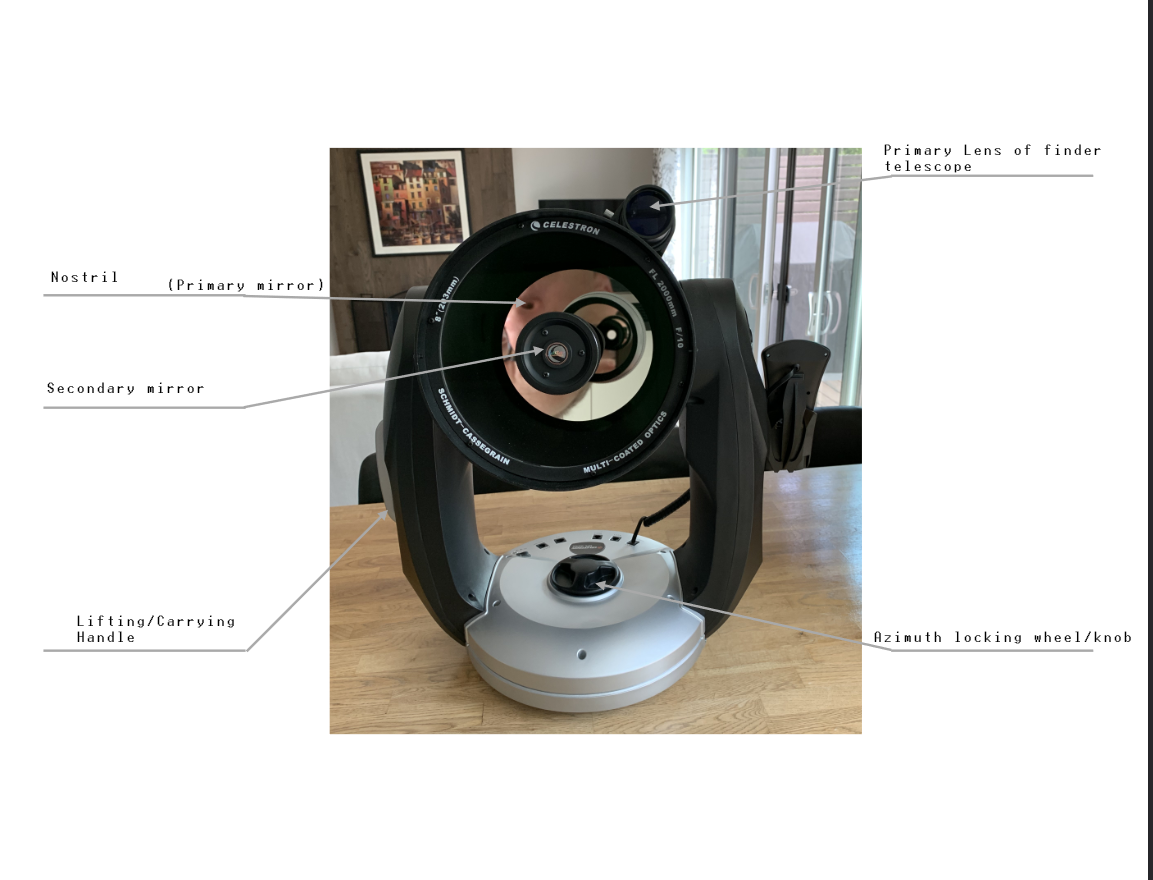 Primary Lens of finder
telescope
Nostril (Primary mirror)
Secondary mirror
Lifting/Carrying
Handle
Azimuth locking wheel/knob
CELESTRON
8" (203mm)
FL 2000mm F/10
SCHMIDT-CASSEGRAIN
MULTI-COATED OPTICS